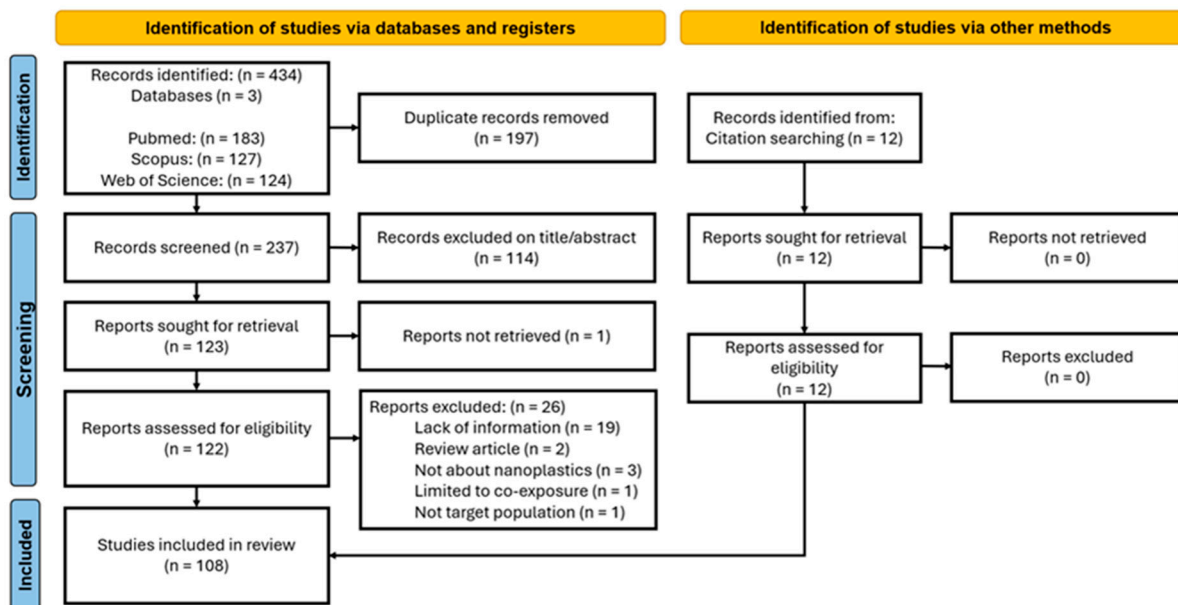 Identification of studies via databases and registers
Identification of studies via other methods
Identification
Records identified: (n = 434)
Databases (n = 3)
Pubmed: (n = 183)
Scopus: (n = 127)
Web of Science: (n = 124)
Duplicate records removed
(n = 197)
Records identified from:
Citation searching (n = 12)
Screening
Records screened (n = 237)
Records excluded on title/abstract
(n = 114)
Reports sought for retrieval
(n = 12)
Reports not retrieved
(n = 0)
Reports sought for retrieval
(n = 123)
Reports not retrieved (n = 1)
Reports assessed for
eligibility
(n = 12)
Reports excluded
(n = 0)
Reports assessed for eligibility
(n = 122)
Reports excluded: (n = 26)
Lack of information (n = 19)
Review article (n = 2)
Not about nanoplastics (n = 3)
Limited to co-exposure (n = 1)
Not target population (n = 1)
Included
Studies included in review
(n = 108)